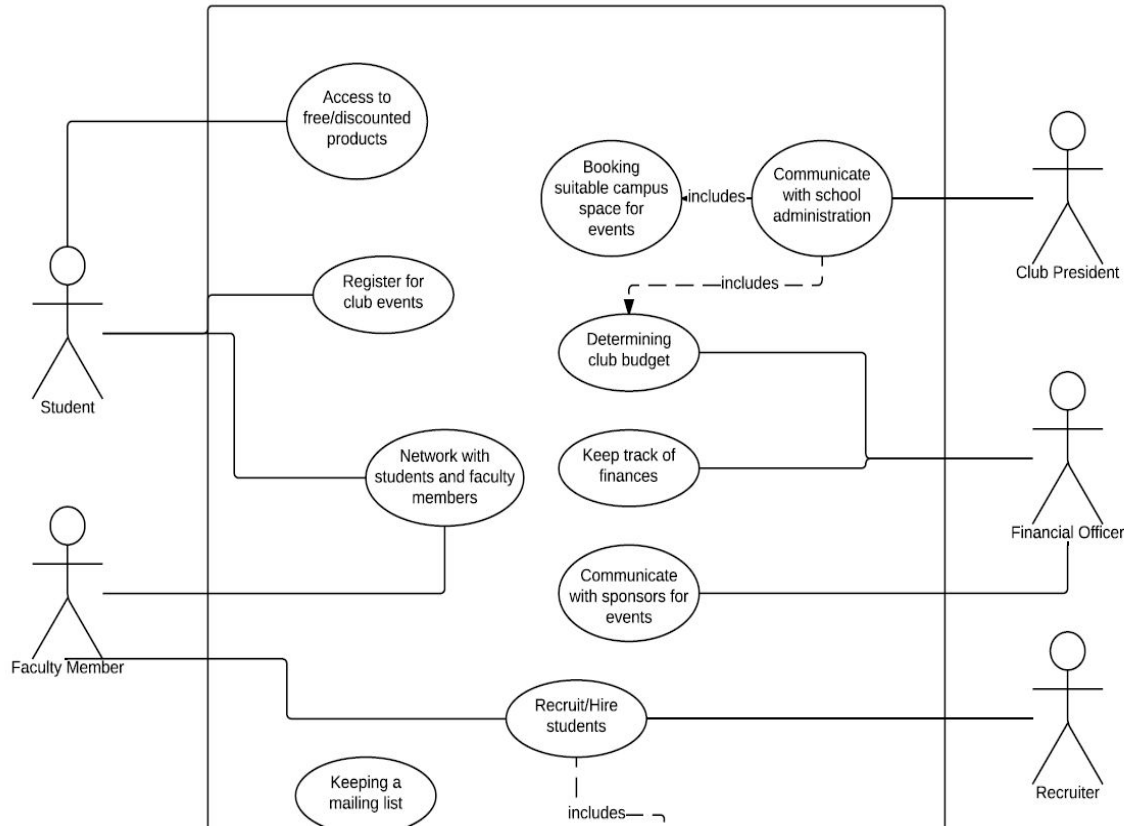 Access to
free/discounted
products
Booking
suitable campus
space for
events
includes
Communicate
with school
administration
Club President
Register for
club events
includes
Student
Determining
club budget
Network with
students and faculty
members
Keep track of
finances
Financial Officer
Communicate
with sponsors for
events
Faculty Member
Recruit/Hire
students
Recruiter
Keeping a
mailing list
includes